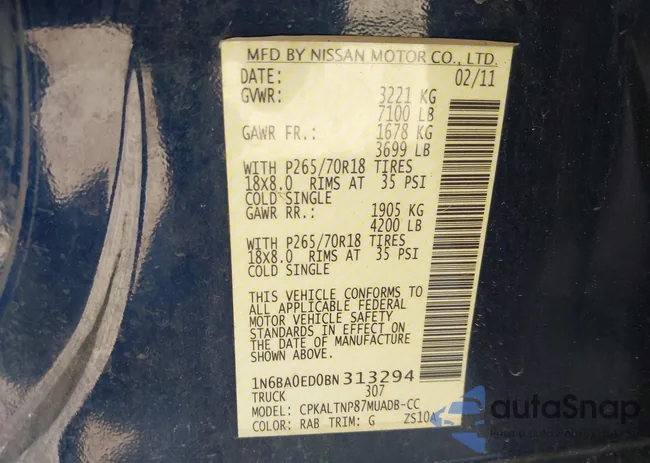 MFD BY NISSAN MOTOR CO., LTD.
DATE: 02/11
GVWR: 3221 KG
7100 LB
GAWR FR.: 1678 KG
3699 LB
WITH P265/70R18 TIRES
18X8.0 RIMS AT 35 PSI
COLD SINGLE
GAWR RR.: 1905 KG
4200 LB
WITH P265/70R18 TIRES
18X8.0 RIMS AT 35 PSI
COLD SINGLE
THIS VEHICLE CONFORMS TO
ALL APPLICABLE FEDERAL
MOTOR VEHICLE SAFETY
STANDARDS IN EFFECT ON
THE DATE OF MANUFACTURE
SHOWN ABOVE.
1N6BA0ED0BN 313294
TRUCK 307
MODEL: CPKALTNP87MUADB-CC
COLOR: RAB TRIM: G ZS10A
autoSnap